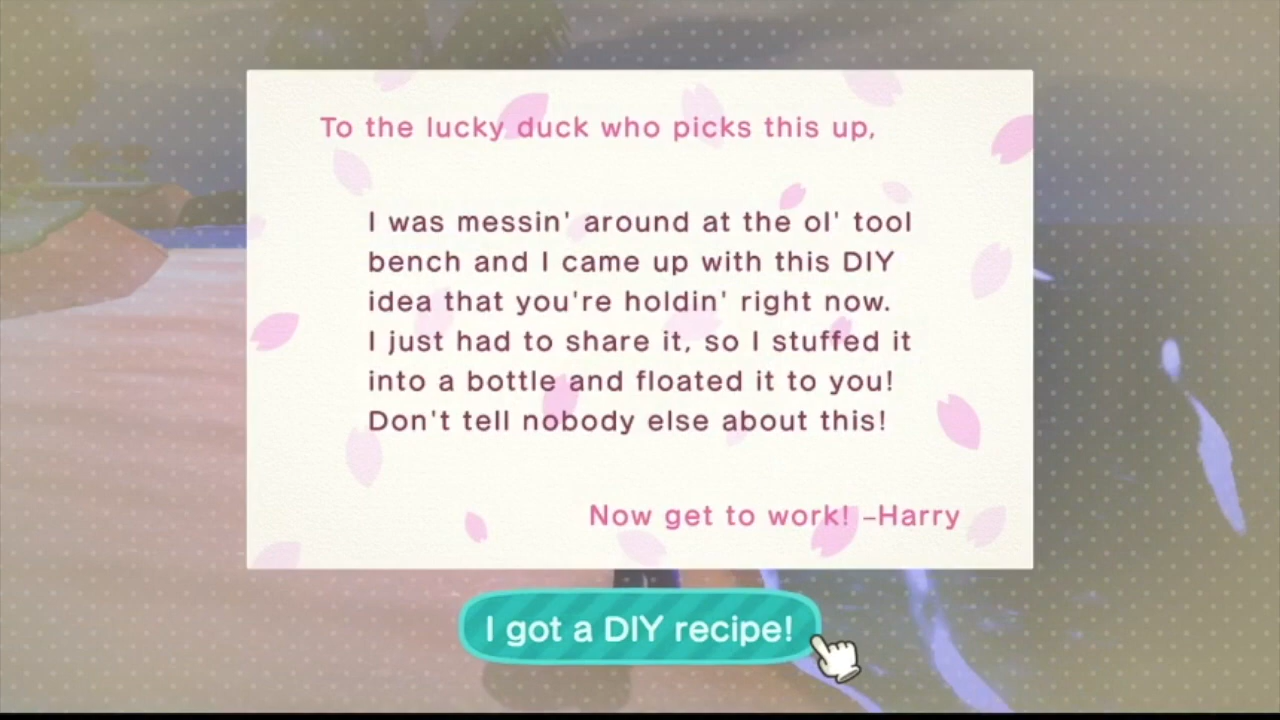 To the lucky duck who picks this up,
I was messin' around at the ol' tool
bench and I came up with this DIY
idea that you're holdin' right now.
I just had to share it, so I stuffed it
into a bottle and floated it to you!
Don't tell nobody else about this!
Now get to work! –Harry
I got a DIY recipe!